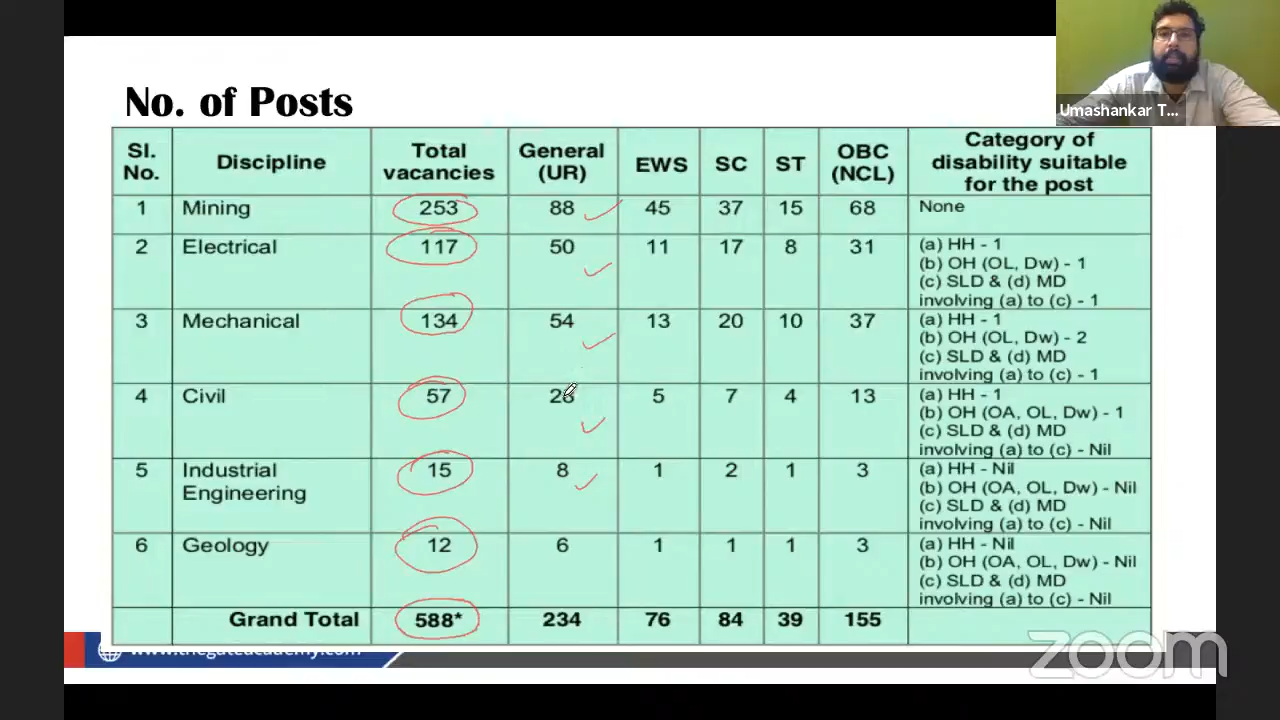 Umashankar T...
No. of Posts
Sl. No. Discipline Total vacancies General (UR) EWS SC ST OBC (NCL) Category of disability suitable for the post
1 Mining 253 88 45 37 15 68 None
2 Electrical 117 50 11 17 8 31 (a) HH - 1
(b) OH (OL, Dw) - 1
(c) SLD & (d) MD
involving (a) to (c) - 1
3 Mechanical 134 54 13 20 10 37 (a) HH - 1
(b) OH (OL, Dw) - 2
(c) SLD & (d) MD
involving (a) to (c) - 1
4 Civil 57 28 5 7 4 13 (a) HH - 1
(b) OH (OA, OL, Dw) - 1
(c) SLD & (d) MD
involving (a) to (c) - Nil
5 Industrial Engineering 15 8 1 2 1 3 (a) HH - Nil
(b) OH (OA, OL, Dw) - Nil
(c) SLD & (d) MD
involving (a) to (c) - Nil
6 Geology 12 6 1 1 1 3 (a) HH - Nil
(b) OH (OA, OL, Dw) - Nil
(c) SLD & (d) MD
involving (a) to (c) - Nil
Grand Total 588* 234 76 84 39 155
www.thegateacademy.com
zoom